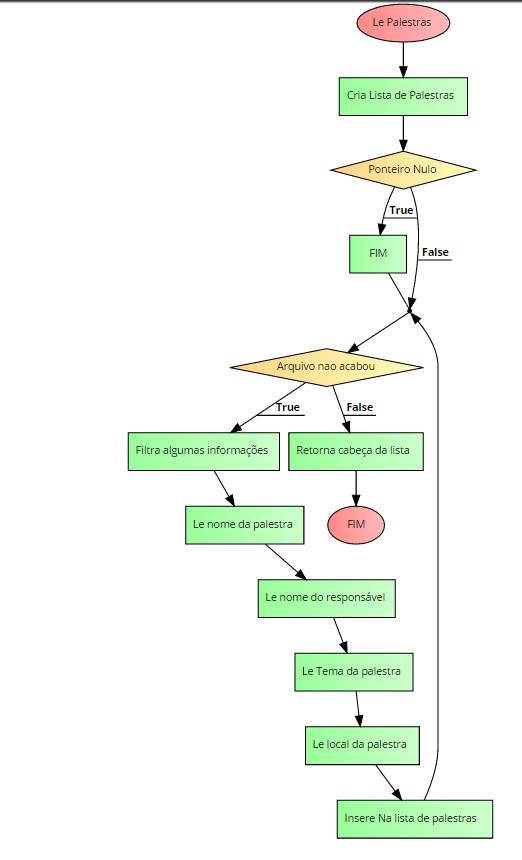 Le Palestras
Cria Lista de Palestras
Ponteiro Nulo
True
FIM
False
Arquivo nao acabou
True
False
Filtra algumas informações
Retorna cabeça da lista
Le nome da palestra
FIM
Le nome do responsável
Le Tema da palestra
Le local da palestra
Insere Na lista de palestras